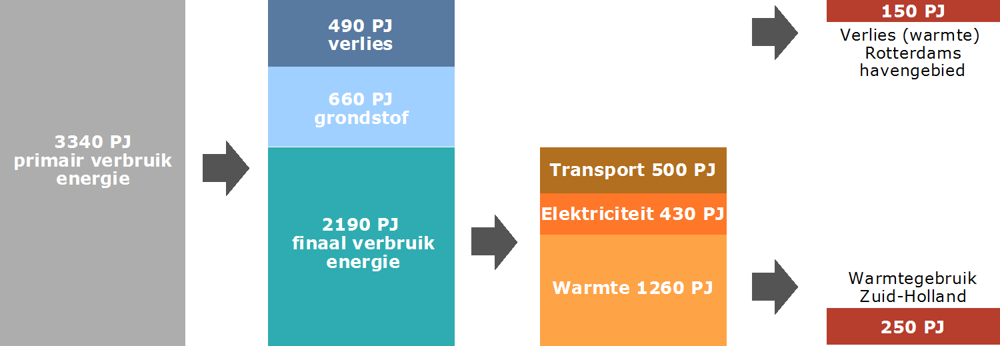 3340 PJ
primair verbruik
energie
490 PJ
verlies
660 PJ
grondstof
2190 PJ
finaal verbruik
energie
Transport 500 PJ
Elektriciteit 430 PJ
Warmte 1260 PJ
150 PJ
Verlies (warmte)
Rotterdams
havengebied
Warmtegebruik
Zuid-Holland
250 PJ